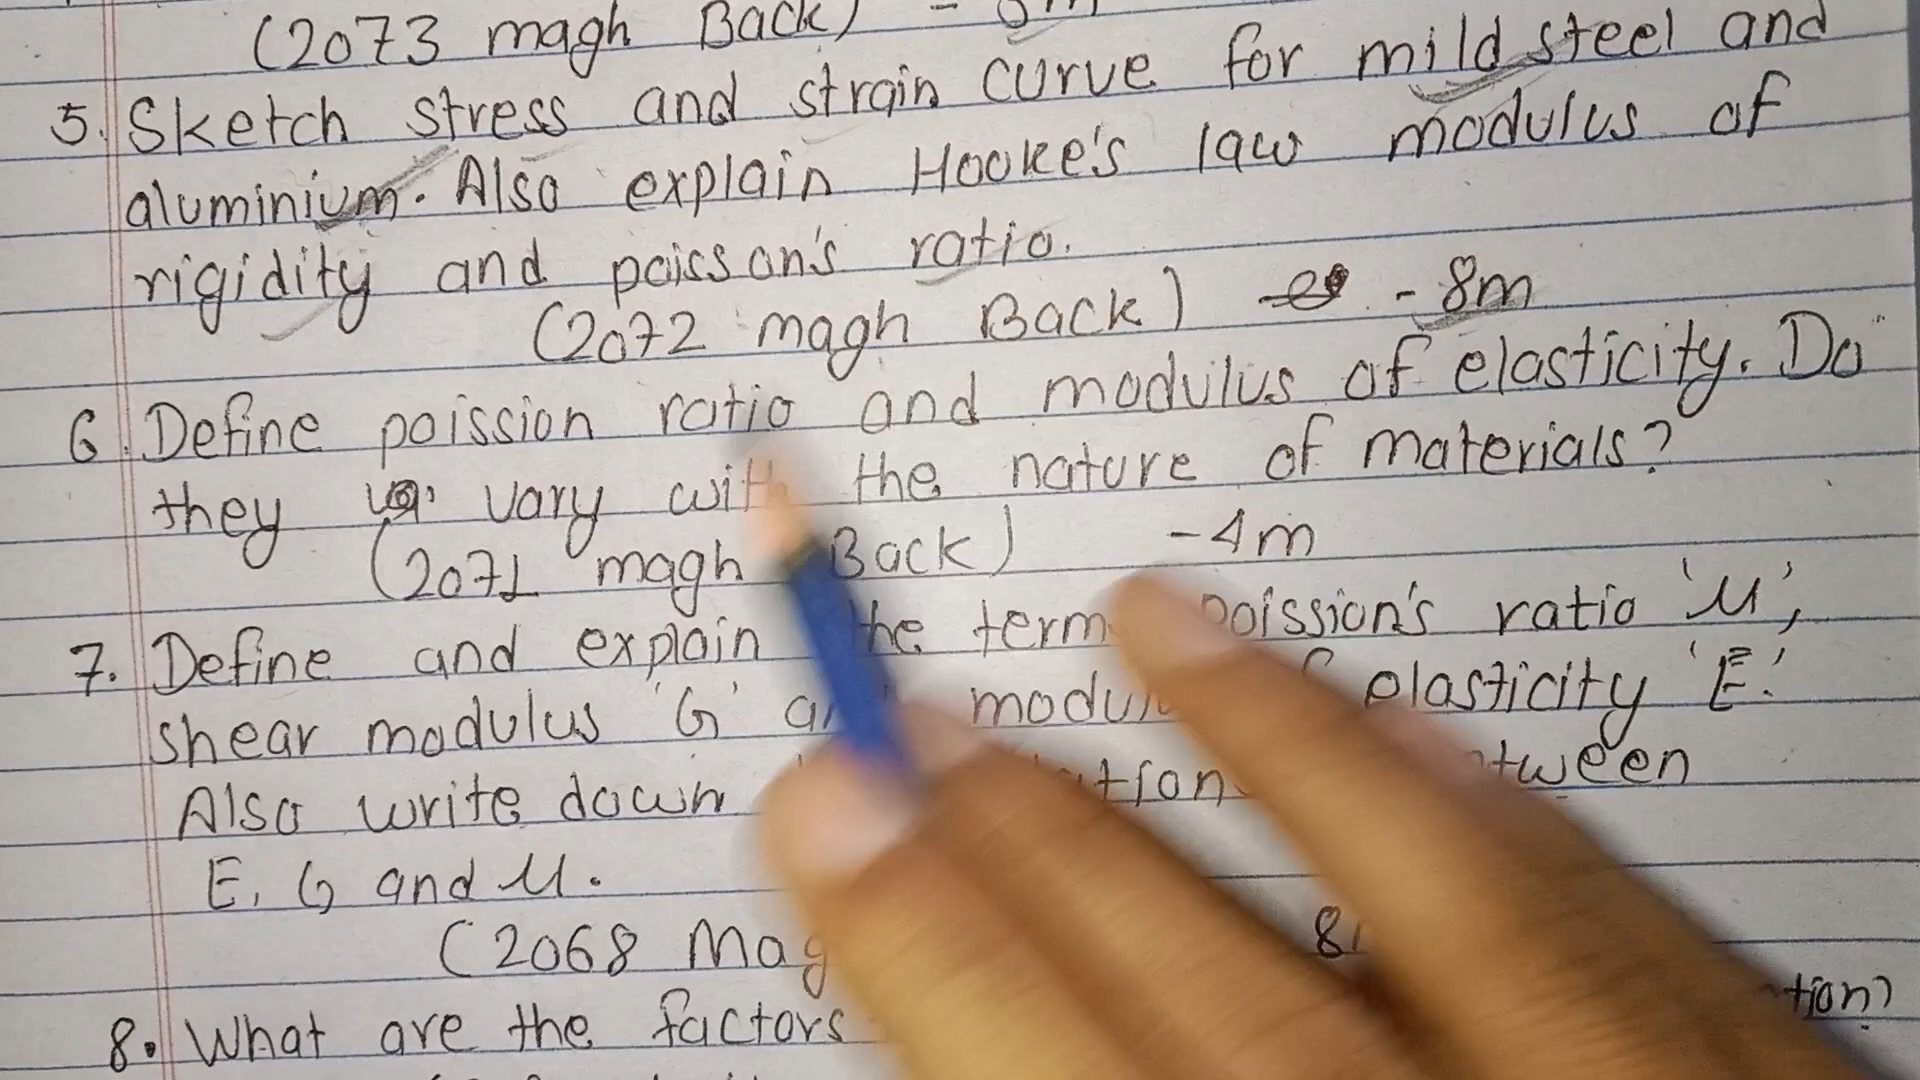 (2073 magh Back) -
5. Sketch stress and strain curve for mild steel and
aluminium. Also explain Hooke's law modulus of
rigidity and poisson's ratio.
(2072 magh Back) - 8m
6. Define poission ratio and modulus of elasticity. Do
they vary with the nature of materials?
(2071 magh Back) -4m
7. Define and explain the term poission's ratio 'μ',
shear modulus 'G' elasticity 'E'.
Also write down
E, G and μ.
(2068
8. What are the factors